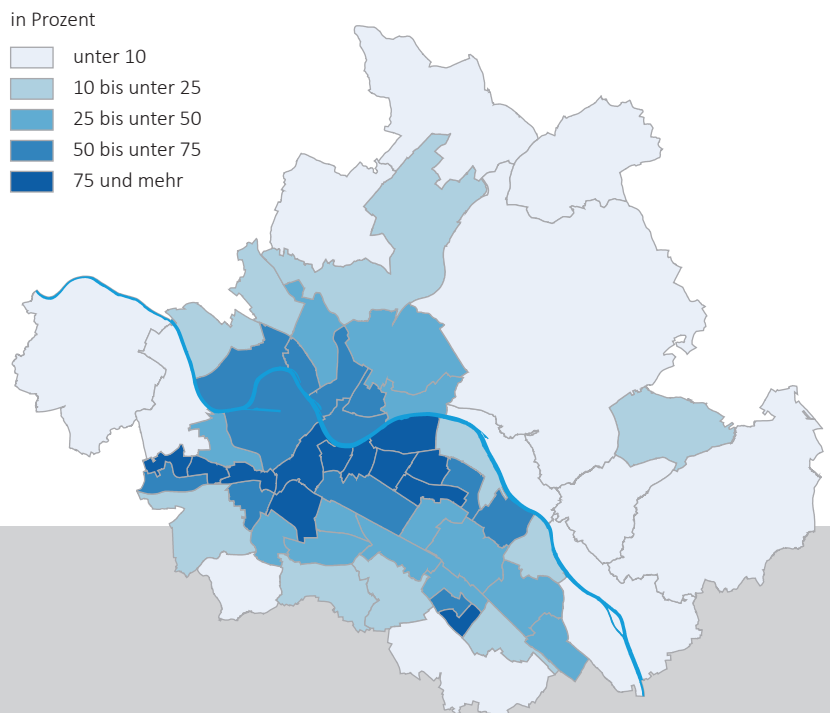 in Prozent
unter 10
10 bis unter 25
25 bis unter 50
50 bis unter 75
75 und mehr